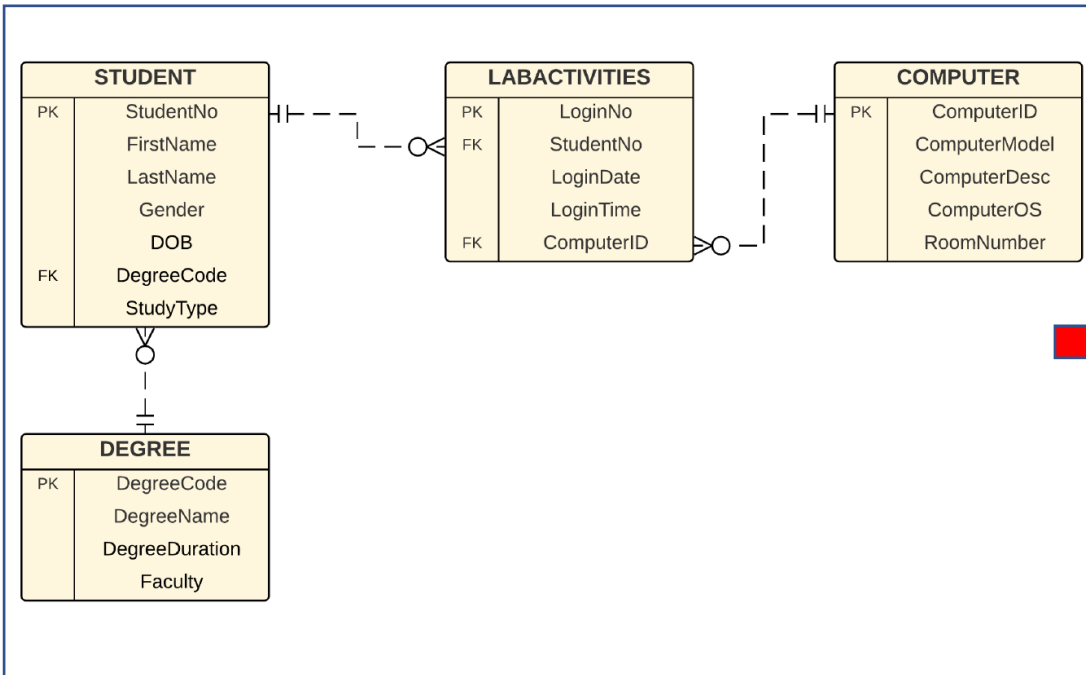 STUDENT
PK StudentNo
FirstName
LastName
Gender
DOB
FK DegreeCode
StudyType
LABACTIVITIES
PK LoginNo
FK StudentNo
LoginDate
LoginTime
FK ComputerID
COMPUTER
PK ComputerID
ComputerModel
ComputerDesc
ComputerOS
RoomNumber
DEGREE
PK DegreeCode
DegreeName
DegreeDuration
Faculty